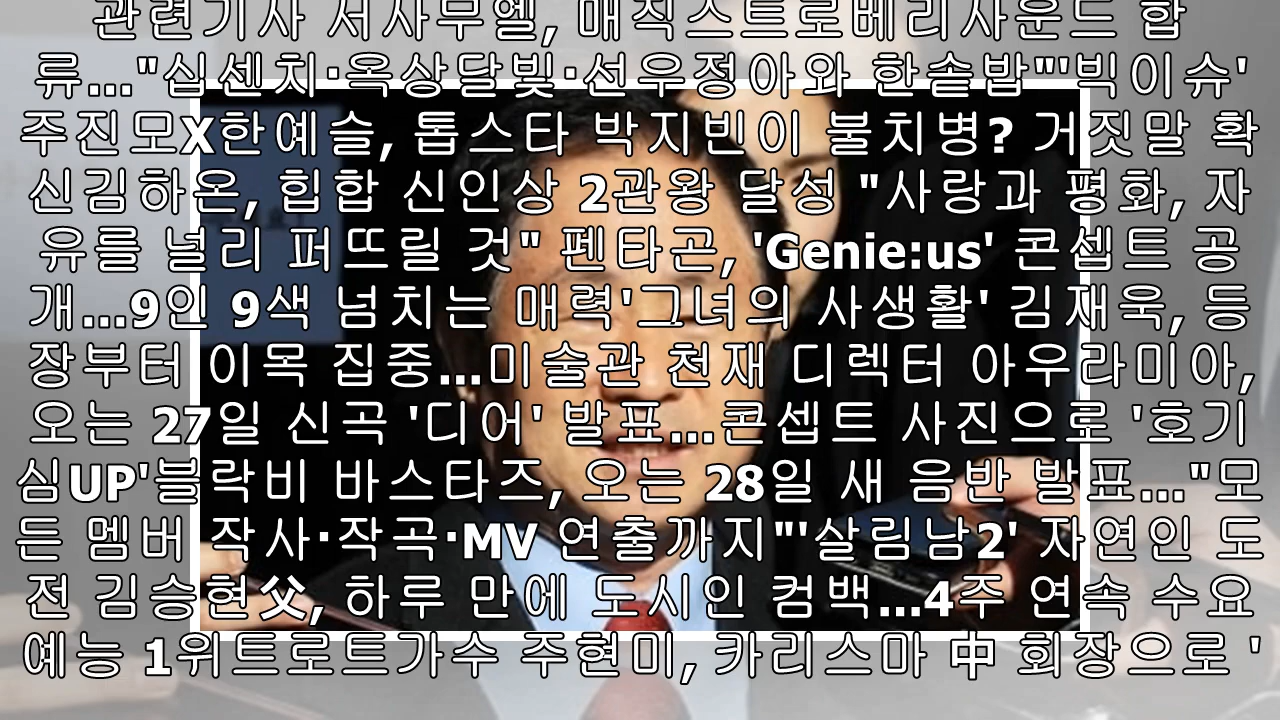 관련기사 서사무엘, 매직스트로베리사운드 합
류..."십센치·옥상달빛·선우정아와 한솥밥"'빅이슈'
주진모X한예슬, 톱스타 박지빈이 불치병? 거짓말 확
신김하온, 힙합 신인상 2관왕 달성 "사랑과 평화, 자
유를 널리 퍼뜨릴 것" 펜타곤, 'Genie:us' 콘셉트 공
개...9인 9색 넘치는 매력'그녀의 사생활' 김재욱, 등
장부터 이목 집중...미술관 천재 디렉터 아우라미아,
오는 27일 신곡 '디어' 발표...콘셉트 사진으로 '호기
심UP'블락비 바스타즈, 오는 28일 새 음반 발표..."모
든 멤버 작사·작곡·MV 연출까지"'살림남2' 자연인 도
전 김승현父, 하루 만에 도시인 컴백...4주 연속 수요
예능 1위트로트가수 주현미, 카리스마 中 회장으로 '